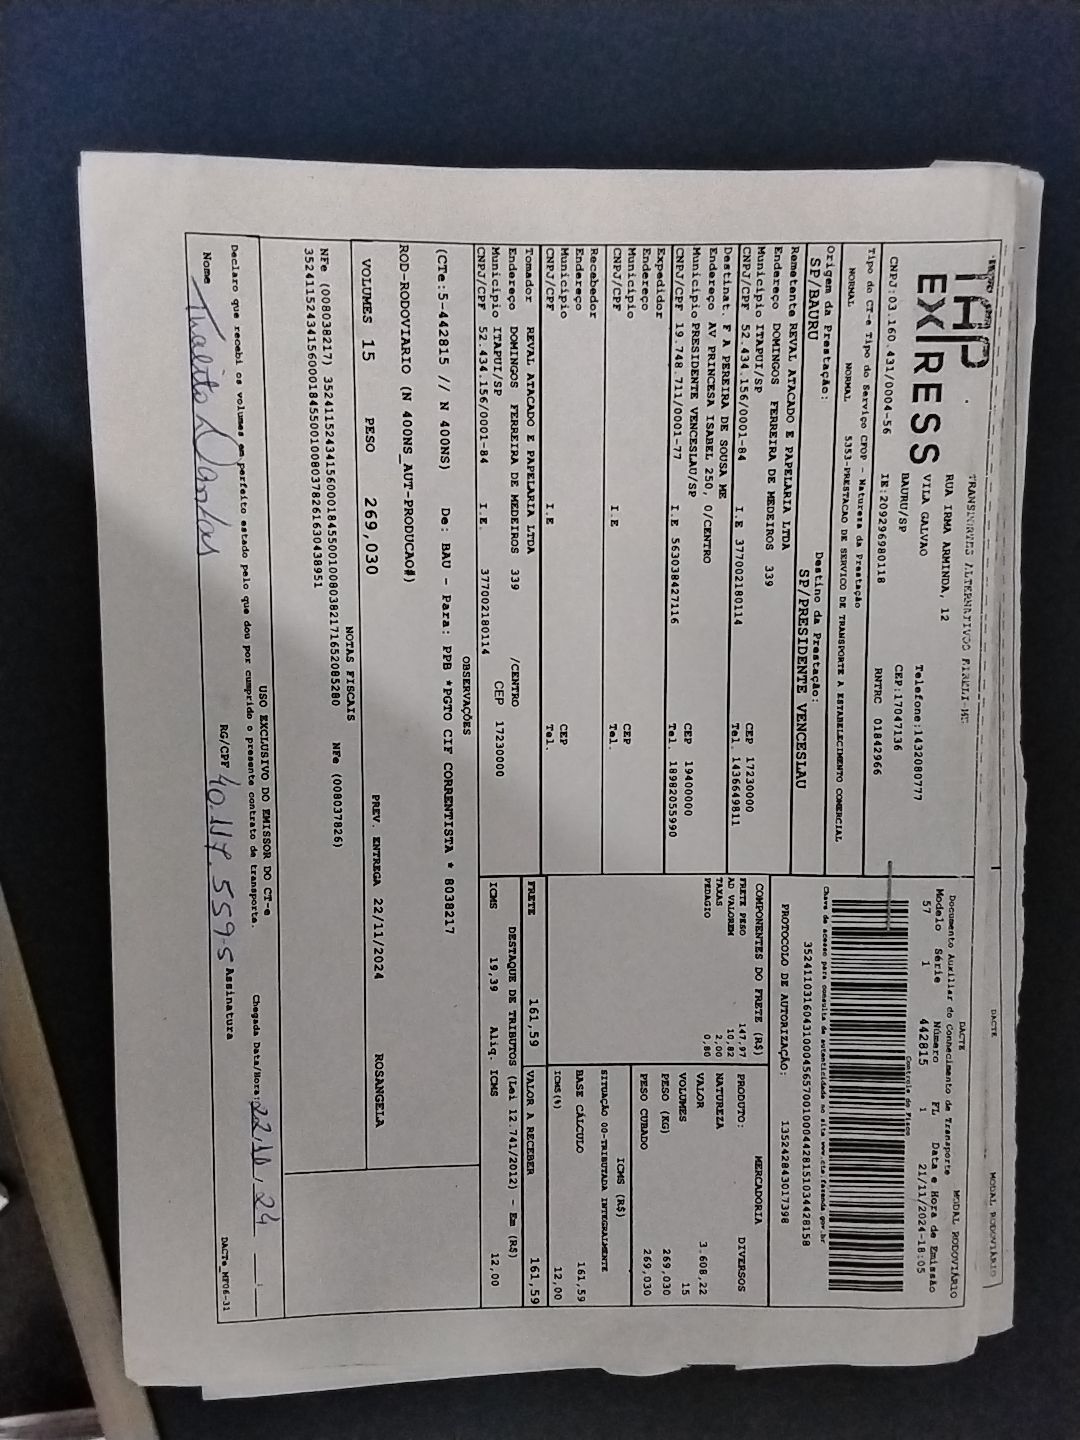 DACTE MODAL RODOVIÁRIO
TRANSPORTES ALTERNATIVOS PIRELI-ME
TAP EXPRESS
RUA IRMA ARMINDA, 12
VILA GALVAO
BAURU/SP
Telefone:1432080777
CEP:17047136
CNPJ:03.160.431/0004-56 IE:209296980118 RNTRC 01842966
DACTE MODAL RODOVIÁRIO
Documento Auxiliar do Conhecimento de Transporte
Modelo Série Número FL Data e Hora de Emissão
57 1 442815 1 21/11/2024-18:05
Controle do Fisco
Tipo do CT-e Tipo do Serviço CFOP - Natureza da Prestação
NORMAL NORMAL 5353-PRESTACAO DE SERVICO DE TRANSPORTE A ESTABELECIMENTO COMERCIAL
Chave de acesso para consulta de autenticidade no site www.cte.fazenda.gov.br
35241103160431000456570010004428151034428158
PROTOCOLO DE AUTORIZAÇÃO: 135242843017398
Origem da Prestação: Destino da Prestação:
SP/BAURU SP/PRESIDENTE VENCESLAU
Remetente REVAL ATACADO E PAPELARIA LTDA
Endereço DOMINGOS FERREIRA DE MEDEIROS 339
Município ITAPUI/SP CEP 17230000
CNPJ/CPF 52.434.156/0001-84 I.E 377002180114 Tel. 1436649811
Destinat. F A PEREIRA DE SOUSA ME
Endereço AV PRINCESA ISABEL 250, 0/CENTRO
Município PRESIDENTE VENCESLAU/SP CEP 19400000
CNPJ/CPF 19.748.711/0001-77 I.E 563038427116 Tel. 18982055990
Expedidor
Endereço
Município CEP
CNPJ/CPF I.E Tel.
Recebedor
Endereço
Município CEP
CNPJ/CPF I.E Tel.
Tomador REVAL ATACADO E PAPELARIA LTDA
Endereço DOMINGOS FERREIRA DE MEDEIROS 339 /CENTRO
Município ITAPUI/SP CEP 17230000
CNPJ/CPF 52.434.156/0001-84 I.E. 377002180114
COMPONENTES DO FRETE (R$)
FRETE PESO 147,97
AD VALOREM 10,82
TAXAS 2,00
PEDAGIO 0,80
MERCADORIA
PRODUTO: DIVERSOS
NATUREZA
VALOR 3.608,22
VOLUMES 15
PESO (KG) 269,030
PESO CUBADO 269,030
ICMS (R$)
SITUAÇÃO 00-TRIBUTADA INTEGRALMENTE
BASE CÁLCULO 161,59
ICMS(%) 12,00
FRETE 161,59 VALOR A RECEBER 161,59
DESTAQUE DE TRIBUTOS (Lei 12.741/2012) - Em (R$)
ICMS 19,39 Aliq. ICMS 12,00
OBSERVAÇÕES
(CTe:5-442815 // N 400NS) De: BAU - Para: PPB *PGTO CIF CORRENTISTA * 8038217
ROD-RODOVIARIO (N 400NS_AUT-PRODUCAO#)
VOLUMES 15 PESO 269,030 PREV. ENTREGA 22/11/2024 ROSANGELA
NOTAS FISCAIS
NFe (008038217) 35241152434156000184550010080382171652085280 NFe (008037826)
35241152434156000184550010080378261630438951
USO EXCLUSIVO DO EMISSOR DO CT-e
Declaro que recebi os volumes em perfeito estado pelo que dou por cumprido o presente contrato de transporte. Chegada Data/Hora:
Nome RG/CPF 40.117.559-5 Assinatura
DACTe_MF06-31